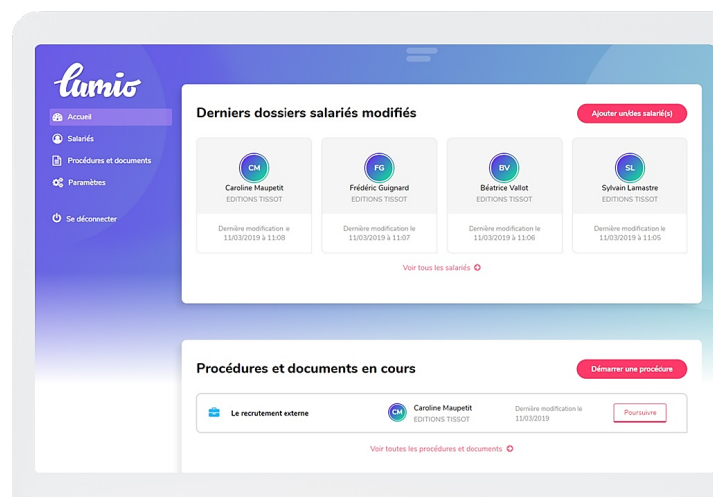 lumio
Accueil
Salariés
Procédures et documents
Paramètres
Se déconnecter
Derniers dossiers salariés modifiés
Ajouter un/des salarié(s)
CM
Caroline Maupetit
EDITIONS TISSOT
Dernière modification le
11/03/2019 à 11:08
FG
Frédéric Guignard
EDITIONS TISSOT
Dernière modification le
11/03/2019 à 11:07
BV
Béatrice Vallot
EDITIONS TISSOT
Dernière modification le
11/03/2019 à 11:06
SL
Sylvain Lamastre
EDITIONS TISSOT
Dernière modification le
11/03/2019 à 11:05
Voir tous les salariés
Procédures et documents en cours
Démarrer une procédure
Le recrutement externe
CM
Caroline Maupetit
EDITIONS TISSOT
Dernière modification le
11/03/2019
Poursuivre
Voir toutes les procédures et documents